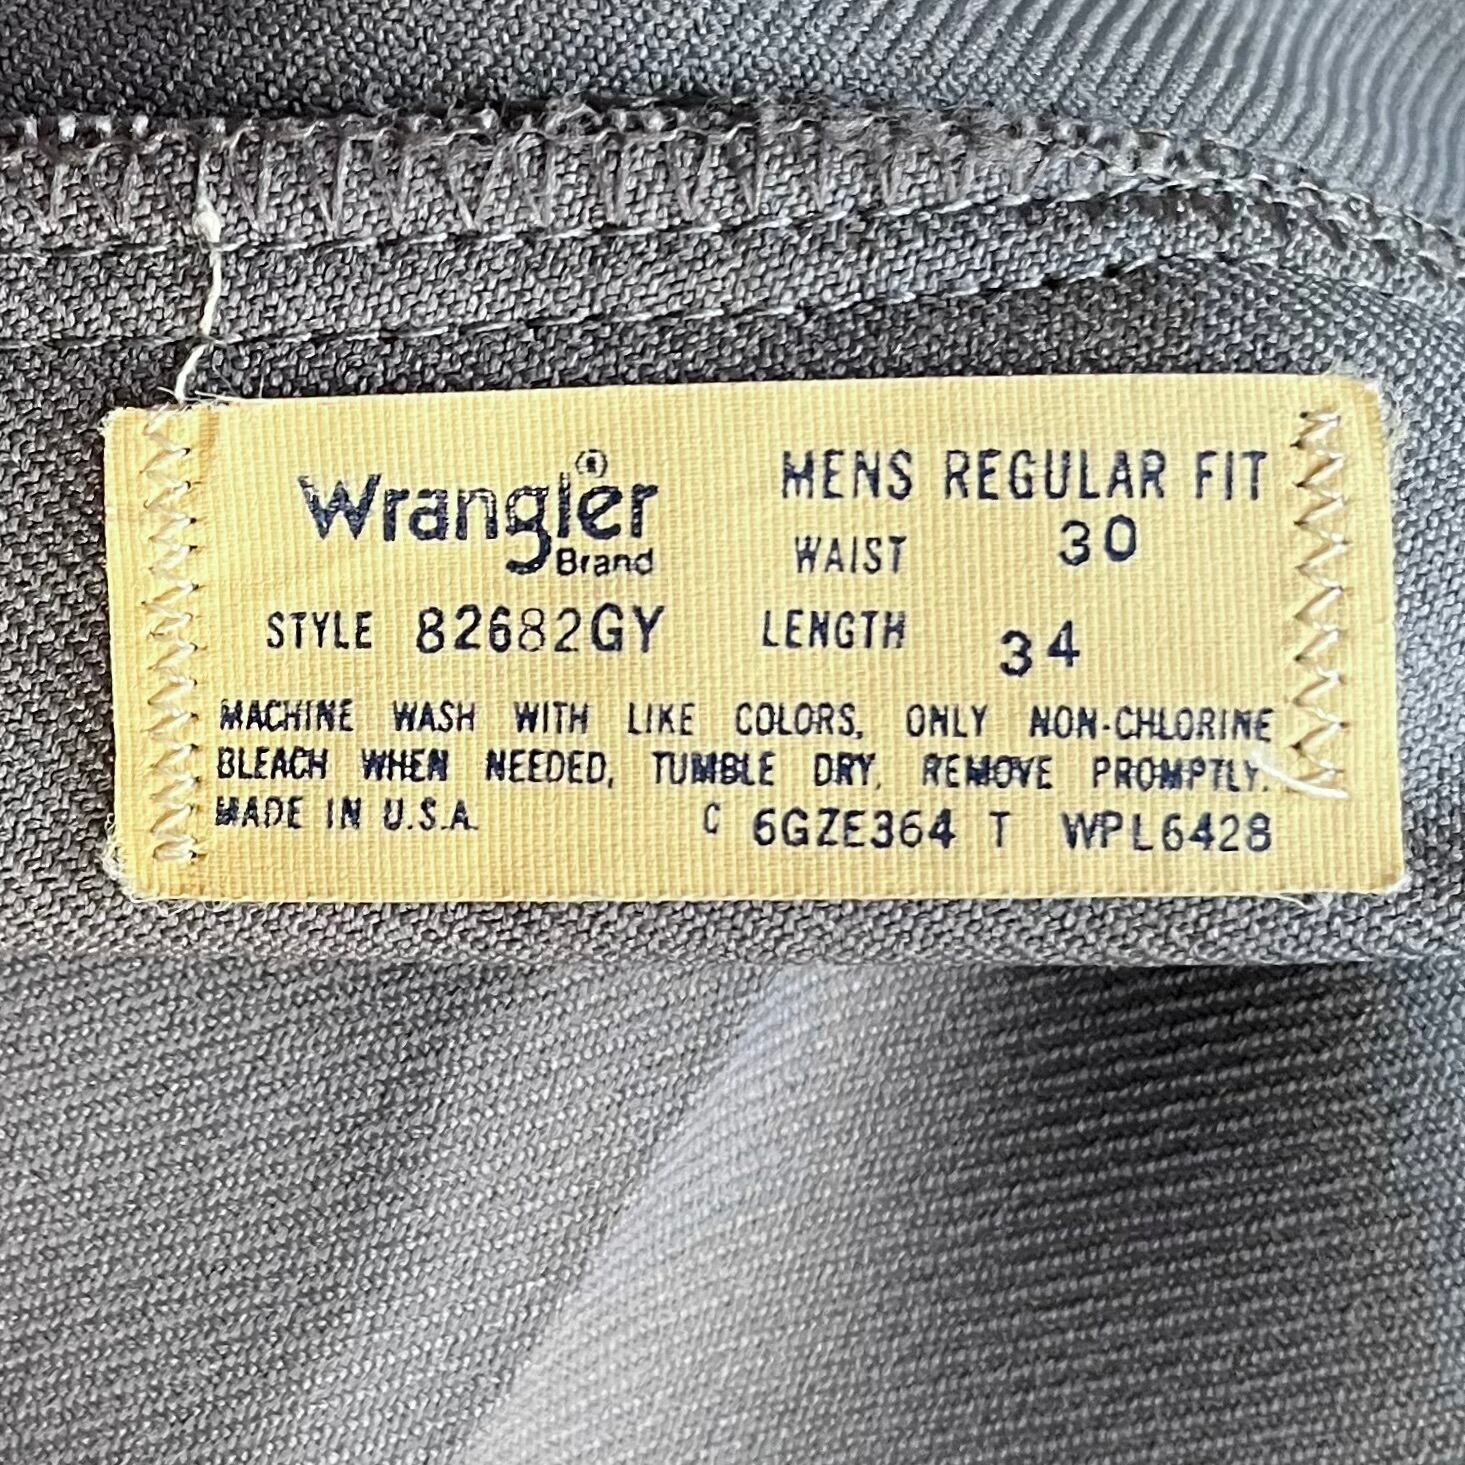 Wrangler®
Brand
MENS REGULAR FIT
WAIST 30
STYLE 82682GY LENGTH 34
MACHINE WASH WITH LIKE COLORS, ONLY NON-CHLORINE
BLEACH WHEN NEEDED, TUMBLE DRY, REMOVE PROMPTLY.
MADE IN U.S.A. C 6GZE364 T WPL6428